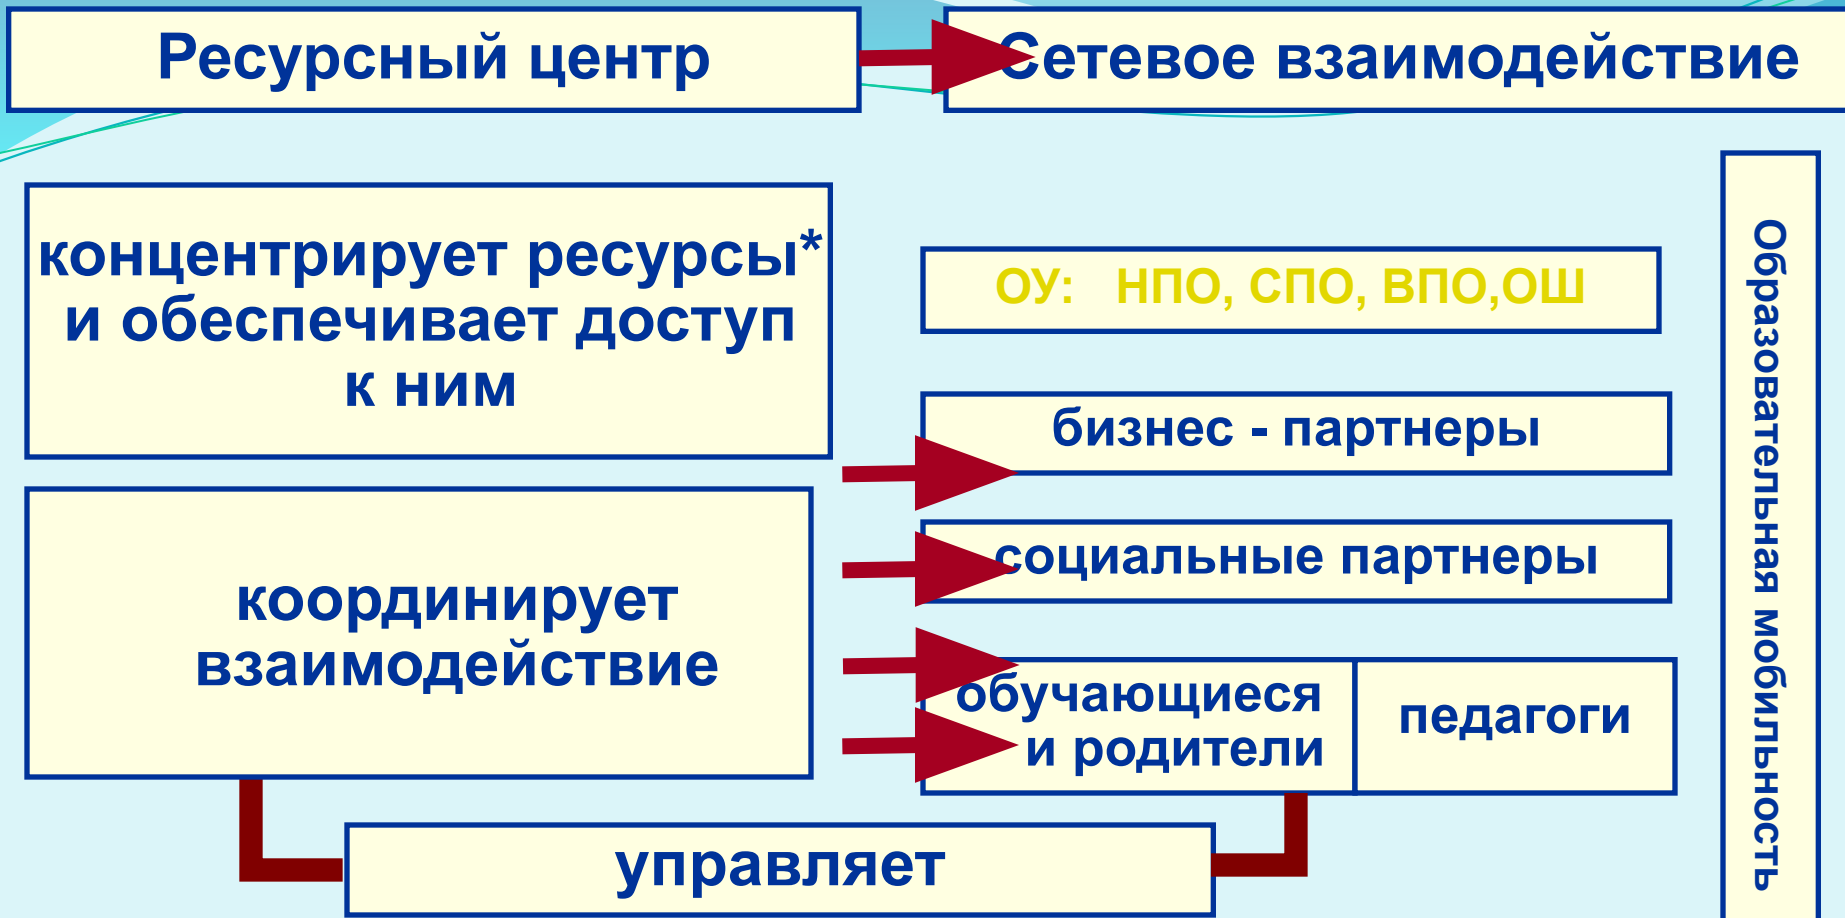 Ресурсный центр
Сетевое взаимодействие
концентрирует ресурсы*
и обеспечивает доступ
к ним
координирует
взаимодействие
ОУ: НПО, СПО, ВПО,ОШ
бизнес - партнеры
социальные партнеры
обучающиеся
и родители
педагоги
управляет
Образовательная мобильность